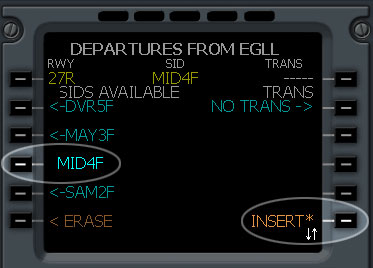 DEPARTURES FROM EGLL
RWY SID TRANS
27R MID4F -----
SIDS AVAILABLE TRANS
<-DVR5F NO TRANS ->
<-MAY3F
MID4F
<-SAM2F
< ERASE INSERT*
↓↑